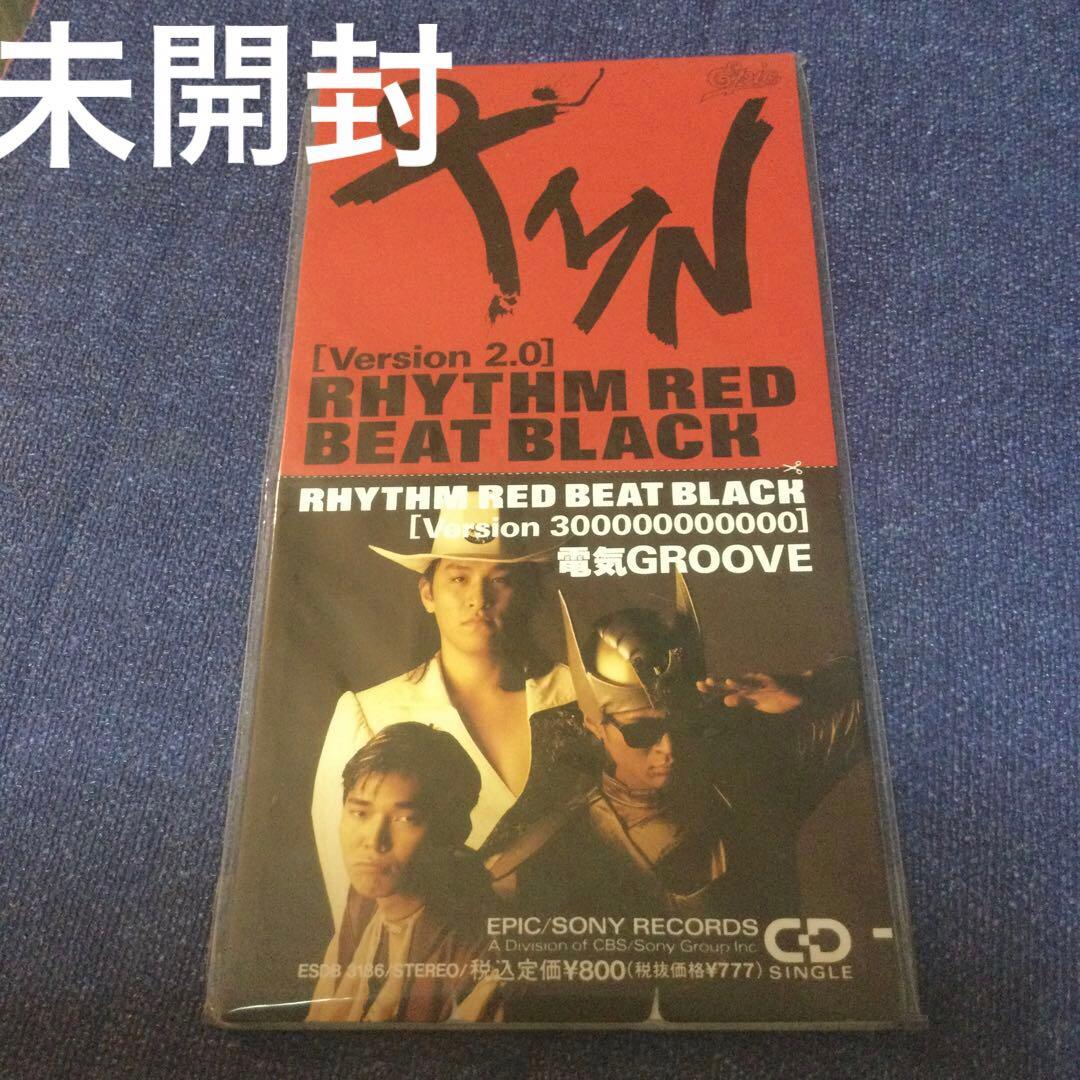 未開封
Epic
TMN
[Version 2.0]
RHYTHM RED
BEAT BLACK
RHYTHM RED BEAT BLACK
[Version 300000000000]
電気GROOVE
EPIC/SONY RECORDS
A Division of CBS/Sony Group Inc
CD
SINGLE
ESDB 3186/STEREO/税込定価¥800(税抜価格¥777)